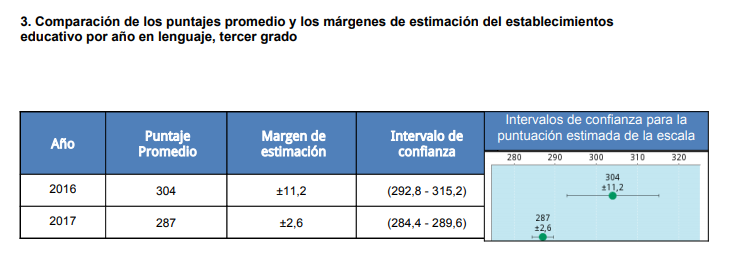 3. Comparación de los puntajes promedio y los márgenes de estimación del establecimientos
educativo por año en lenguaje, tercer grado
Año
Puntaje
Promedio
Margen de
estimación
Intervalo de
confianza
Intervalos de confianza para la
puntuación estimada de la escala
280 290 300 310 320
2016 304 ±11,2 (292,8 - 315,2)
304
±11,2
2017 287 ±2,6 (284,4 - 289,6)
287
±2,6